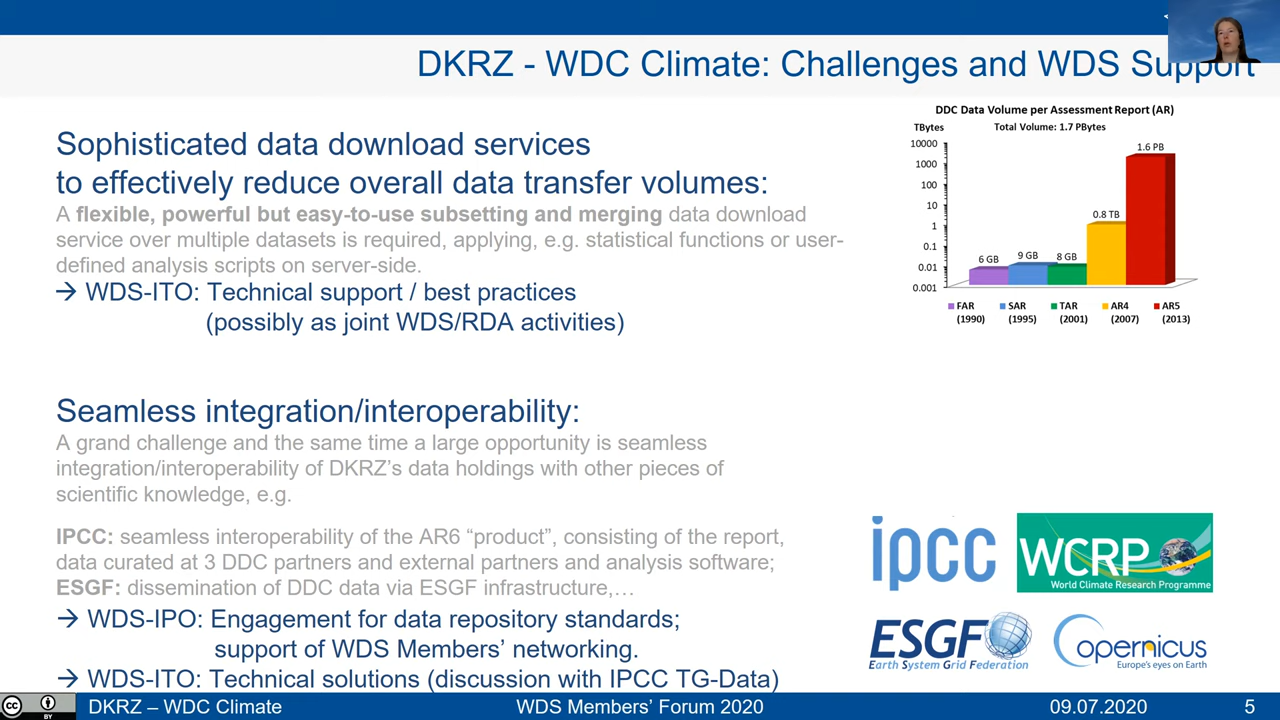 DKRZ - WDC Climate: Challenges and WDS Support
Sophisticated data download services
to effectively reduce overall data transfer volumes:
A flexible, powerful but easy-to-use subsetting and merging data download
service over multiple datasets is required, applying, e.g. statistical functions or user-
defined analysis scripts on server-side.
→ WDS-ITO: Technical support / best practices
(possibly as joint WDS/RDA activities)
DDC Data Volume per Assessment Report (AR)
TBytes
Total Volume: 1.7 PBytes
10000
1000
100
10
1
0.1
0.01
0.001
6 GB
9 GB
8 GB
0.8 TB
1.6 PB
FAR SAR TAR AR4 AR5
(1990) (1995) (2001) (2007) (2013)
Seamless integration/interoperability:
A grand challenge and the same time a large opportunity is seamless
integration/interoperability of DKRZ's data holdings with other pieces of
scientific knowledge, e.g.
IPCC: seamless interoperability of the AR6 “product”, consisting of the report,
data curated at 3 DDC partners and external partners and analysis software;
ESGF: dissemination of DDC data via ESGF infrastructure,…
→ WDS-IPO: Engagement for data repository standards;
support of WDS Members’ networking.
→ WDS-ITO: Technical solutions (discussion with IPCC TG-Data)
ipcc
WCRP
World Climate Research Programme
ESGF
Earth System Grid Federation
opernicus
Europe's eyes on Earth
cc BY
DKRZ – WDC Climate WDS Members’ Forum 2020 09.07.2020 5